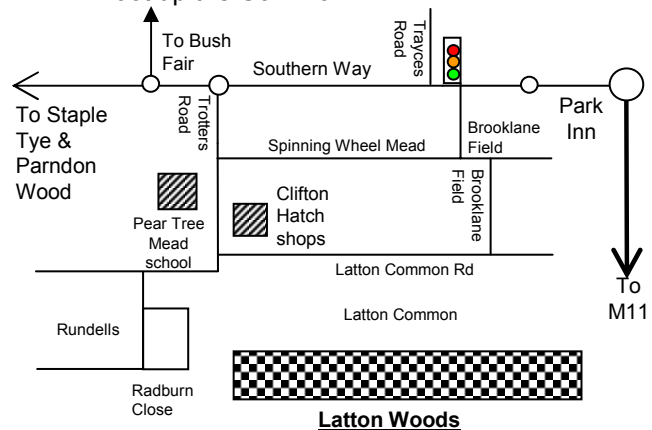 To Bush
Fair
Southern Way
Trayces
Road
To Staple
Tye &
Parndon
Wood
Trotters
Road
Park
Inn
Brooklane
Field
Spinning Wheel Mead
Brooklane
Field
Clifton
Hatch
shops
Pear Tree
Mead
school
Latton Common Rd
To
M11
Latton Common
Rundells
Radburn
Close
Latton Woods